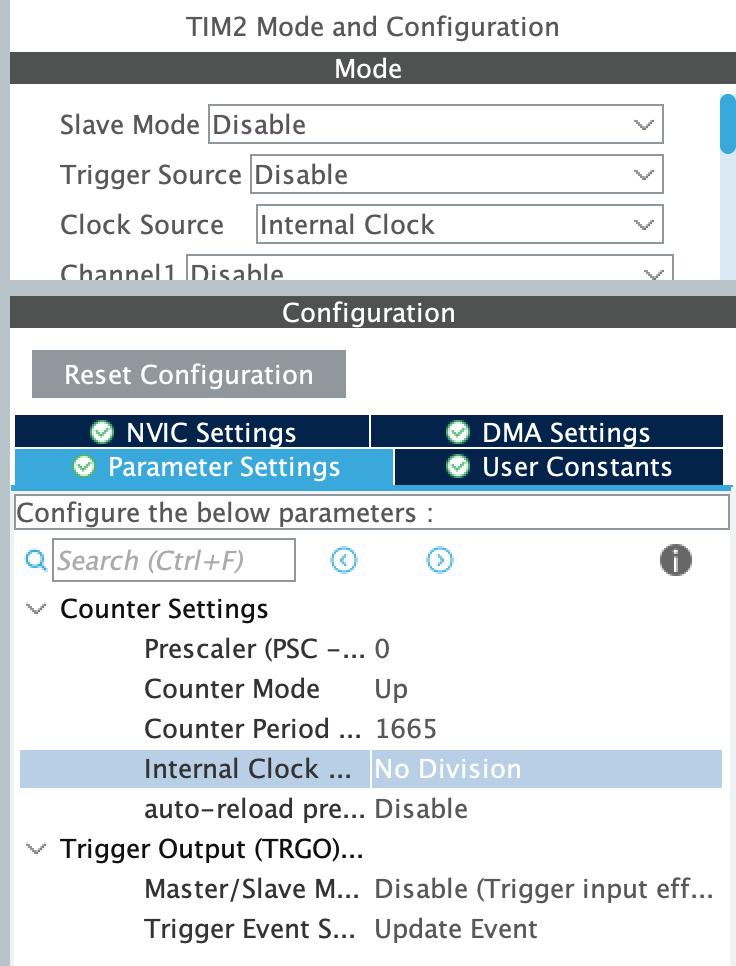 TIM2 Mode and Configuration
Mode
Slave Mode Disable
Trigger Source Disable
Clock Source Internal Clock
Channel1 Disable
Configuration
Reset Configuration
NVIC Settings DMA Settings
Parameter Settings User Constants
Configure the below parameters :
Search (Ctrl+F)
Counter Settings
Prescaler (PSC -... 0
Counter Mode Up
Counter Period ... 1665
Internal Clock ... No Division
auto-reload pre... Disable
Trigger Output (TRGO)...
Master/Slave M... Disable (Trigger input eff...
Trigger Event S... Update Event